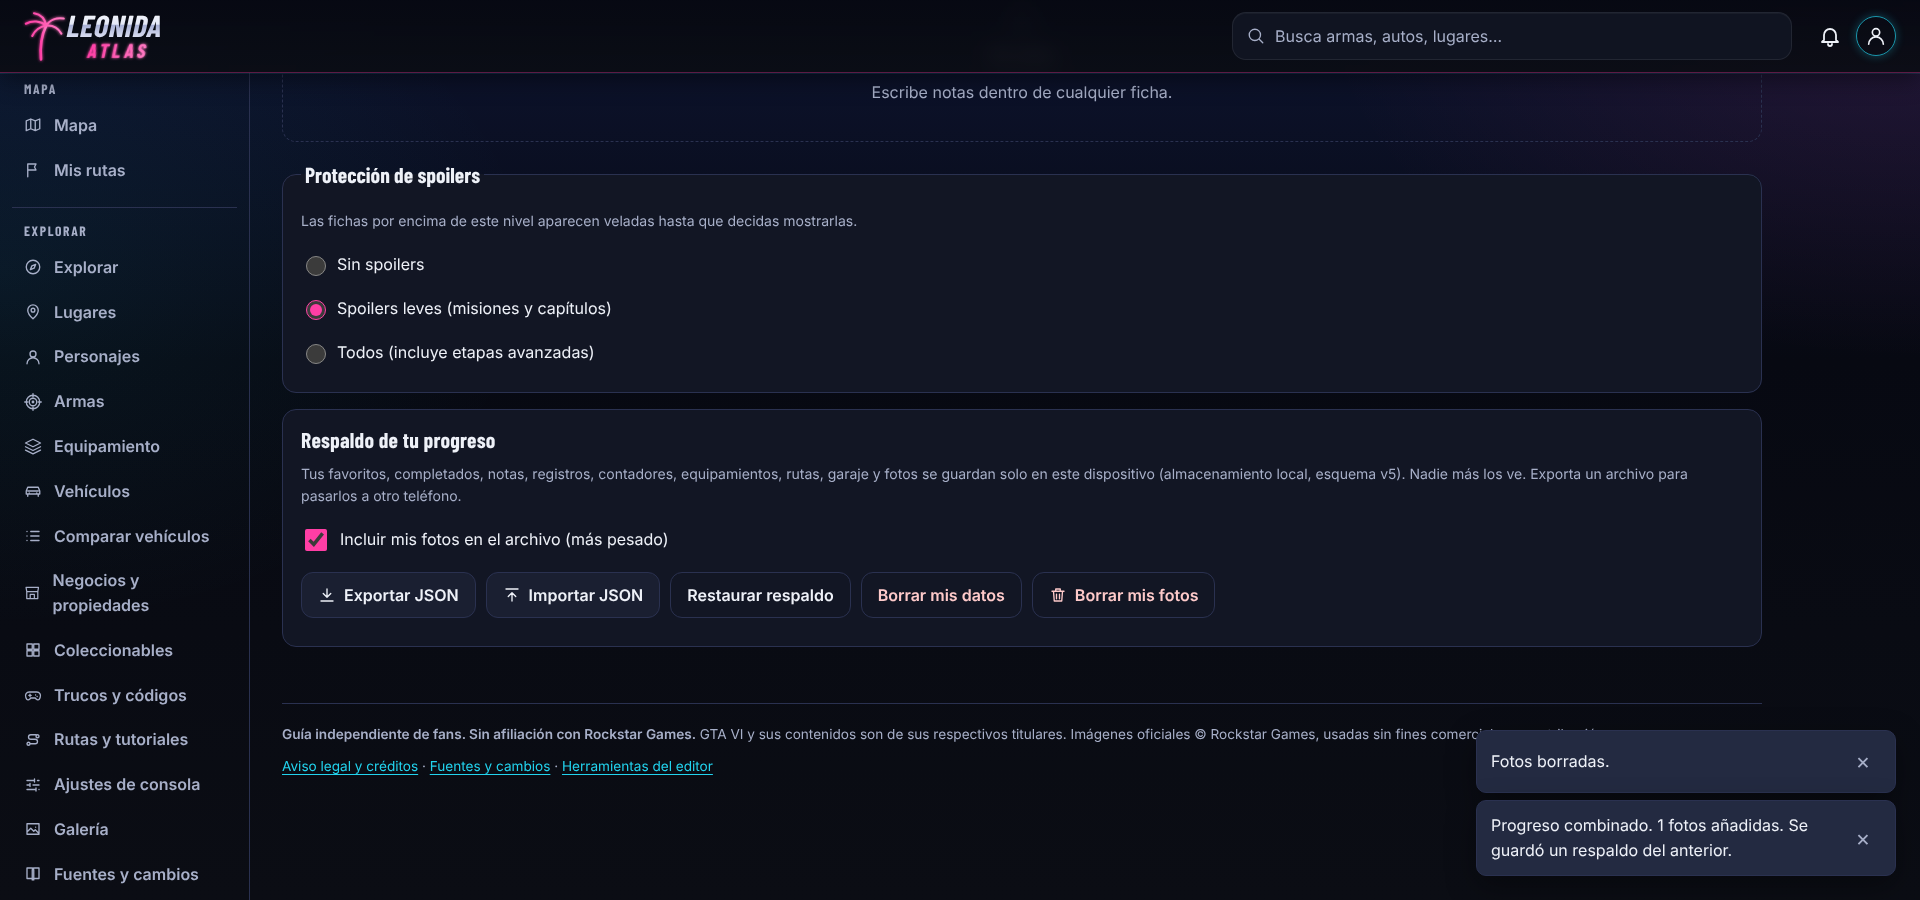 LEONIDA
ATLAS
Busca armas, autos, lugares...
MAPA
Mapa
Mis rutas
EXPLORAR
Explorar
Lugares
Personajes
Armas
Equipamiento
Vehículos
Comparar vehículos
Negocios y
propiedades
Coleccionables
Trucos y códigos
Rutas y tutoriales
Ajustes de consola
Galería
Fuentes y cambios
Escribe notas dentro de cualquier ficha.
Protección de spoilers
Las fichas por encima de este nivel aparecen veladas hasta que decidas mostrarlas.
Sin spoilers
Spoilers leves (misiones y capítulos)
Todos (incluye etapas avanzadas)
Respaldo de tu progreso
Tus favoritos, completados, notas, registros, contadores, equipamientos, rutas, garaje y fotos se guardan solo en este dispositivo (almacenamiento local, esquema v5). Nadie más los ve. Exporta un archivo para
pasarlos a otro teléfono.
Incluir mis fotos en el archivo (más pesado)
Exportar JSON
Importar JSON
Restaurar respaldo
Borrar mis datos
Borrar mis fotos
Guía independiente de fans. Sin afiliación con Rockstar Games. GTA VI y sus contenidos son de sus respectivos titulares. Imágenes oficiales © Rockstar Games, usadas sin fines
Aviso legal y créditos · Fuentes y cambios · Herramientas del editor
Fotos borradas.
Progreso combinado. 1 fotos añadidas. Se
guardó un respaldo del anterior.